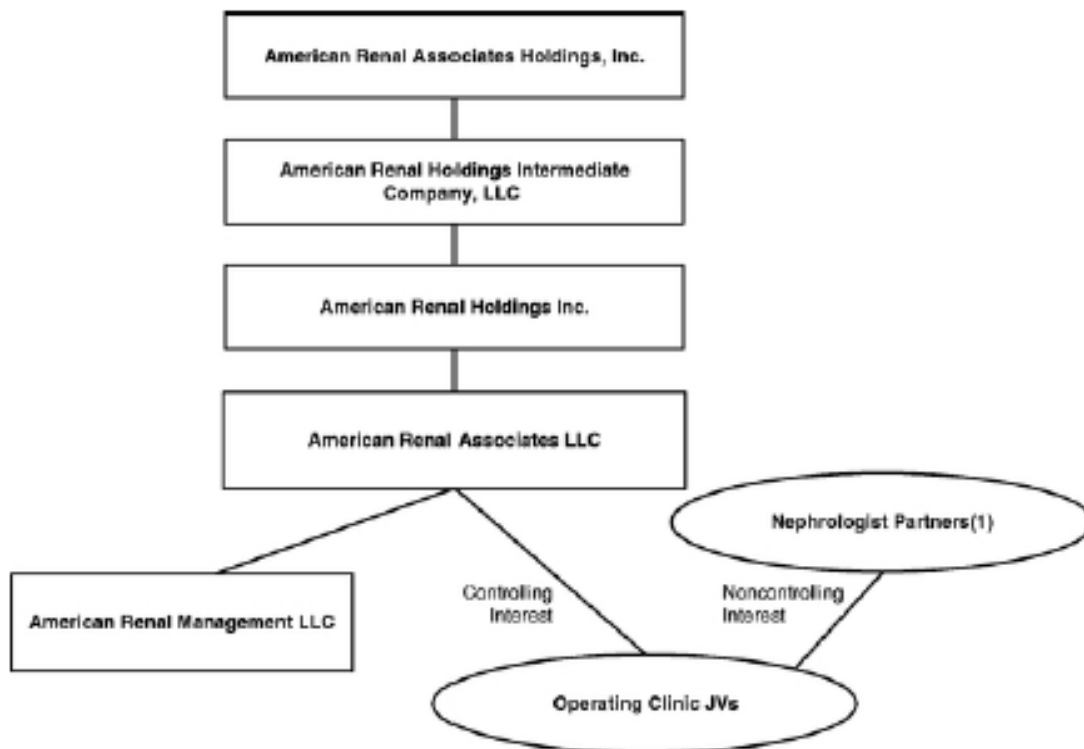 American Renal Associates Holdings, Inc.
American Renal Holdings Intermediate
Company, LLC
American Renal Holdings Inc.
American Renal Associates LLC
Nephrologist Partners(1)
Controlling
Interest
Noncontrolling
Interest
American Renal Management LLC
Operating Clinic JVs